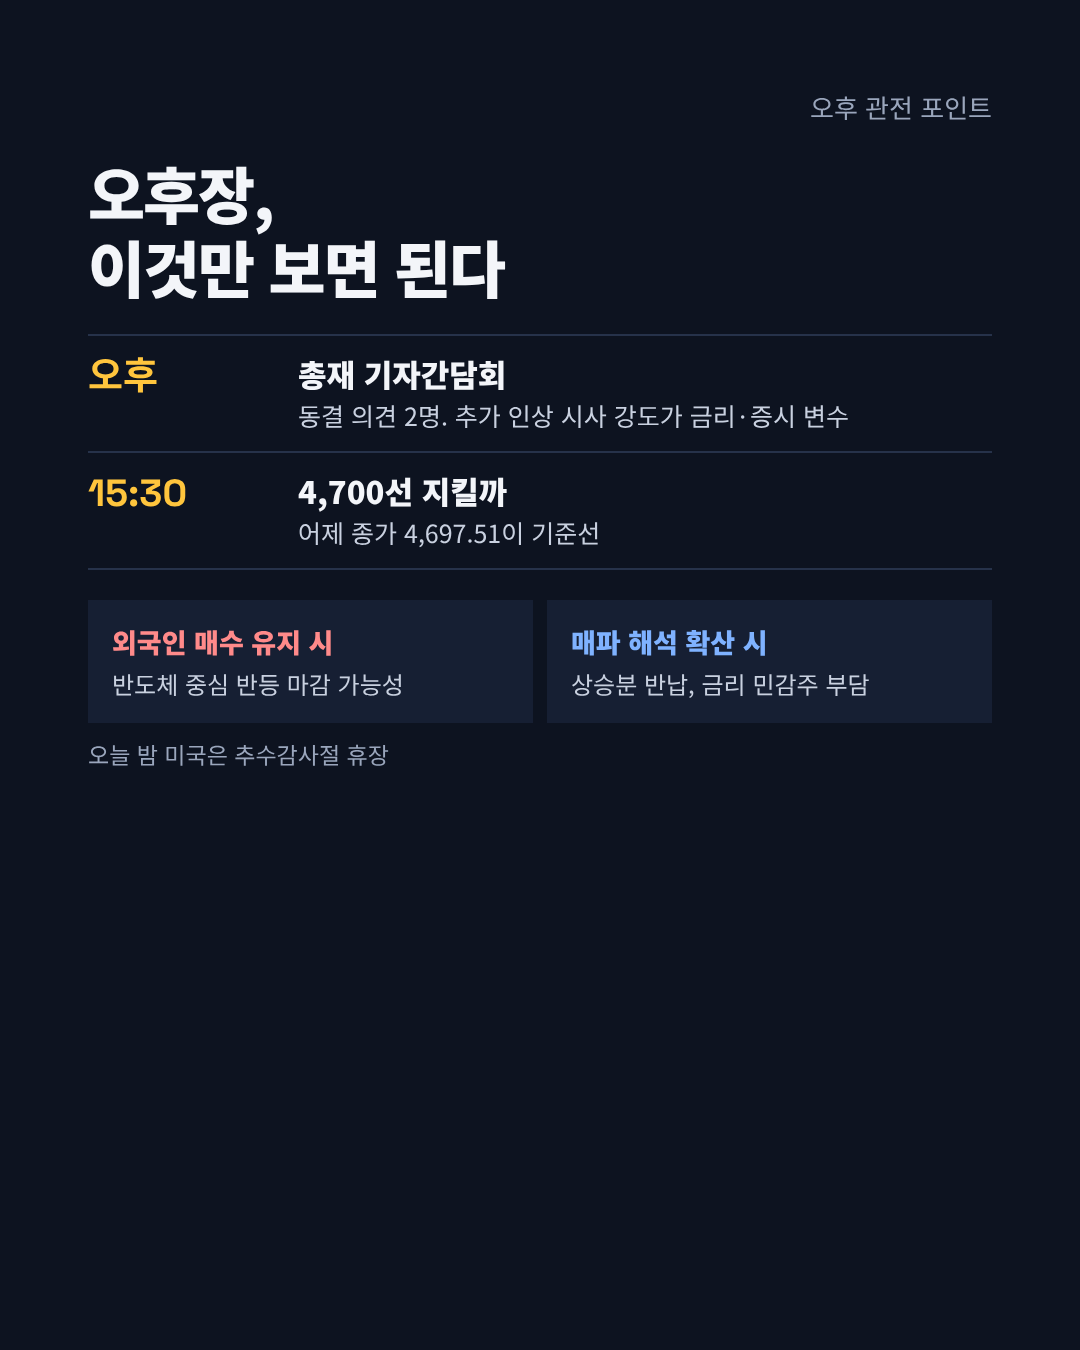 오후 관전 포인트
오후장,
이것만 보면 된다
오후
총재 기자간담회
동결 의견 2명. 추가 인상 시사 강도가 금리·증시 변수
15:30
4,700선 지킬까
어제 종가 4,697.51이 기준선
외국인 매수 유지 시
반도체 중심 반등 마감 가능성
매파 해석 확산 시
상승분 반납, 금리 민감주 부담
오늘 밤 미국은 추수감사절 휴장